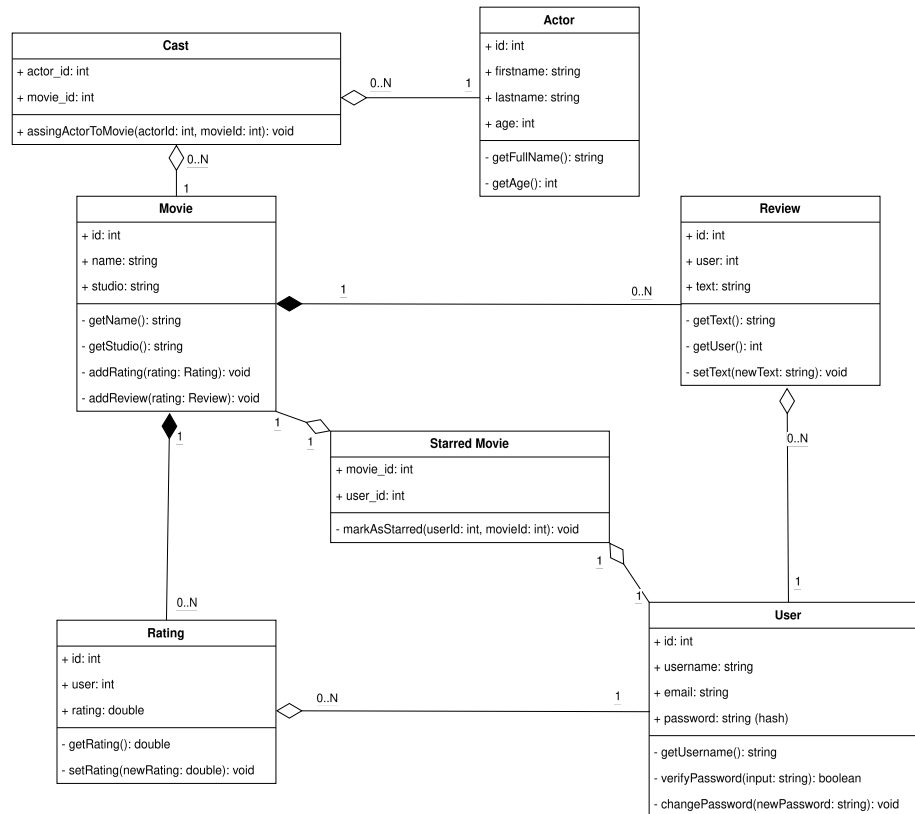 Cast
+ actor_id: int
+ movie_id: int
+ assingActorToMovie(actorId: int, movieId: int): void
0..N
1
Actor
+ id: int
+ firstname: string
+ lastname: string
+ age: int
- getFullName(): string
- getAge(): int
0..N
1
Movie
+ id: int
+ name: string
+ studio: string
- getName(): string
- getStudio(): string
- addRating(rating: Rating): void
- addReview(rating: Review): void
1
0..N
Review
+ id: int
+ user: int
+ text: string
- getText(): string
- getUser(): int
- setText(newText: string): void
0..N
1
1
1
1
Starred Movie
+ movie_id: int
+ user_id: int
- markAsStarred(userId: int, movieId: int): void
1
1
0..N
Rating
+ id: int
+ user: int
+ rating: double
- getRating(): double
- setRating(newRating: double): void
0..N
1
User
+ id: int
+ username: string
+ email: string
+ password: string (hash)
- getUsername(): string
- verifyPassword(input: string): boolean
- changePassword(newPassword: string): void